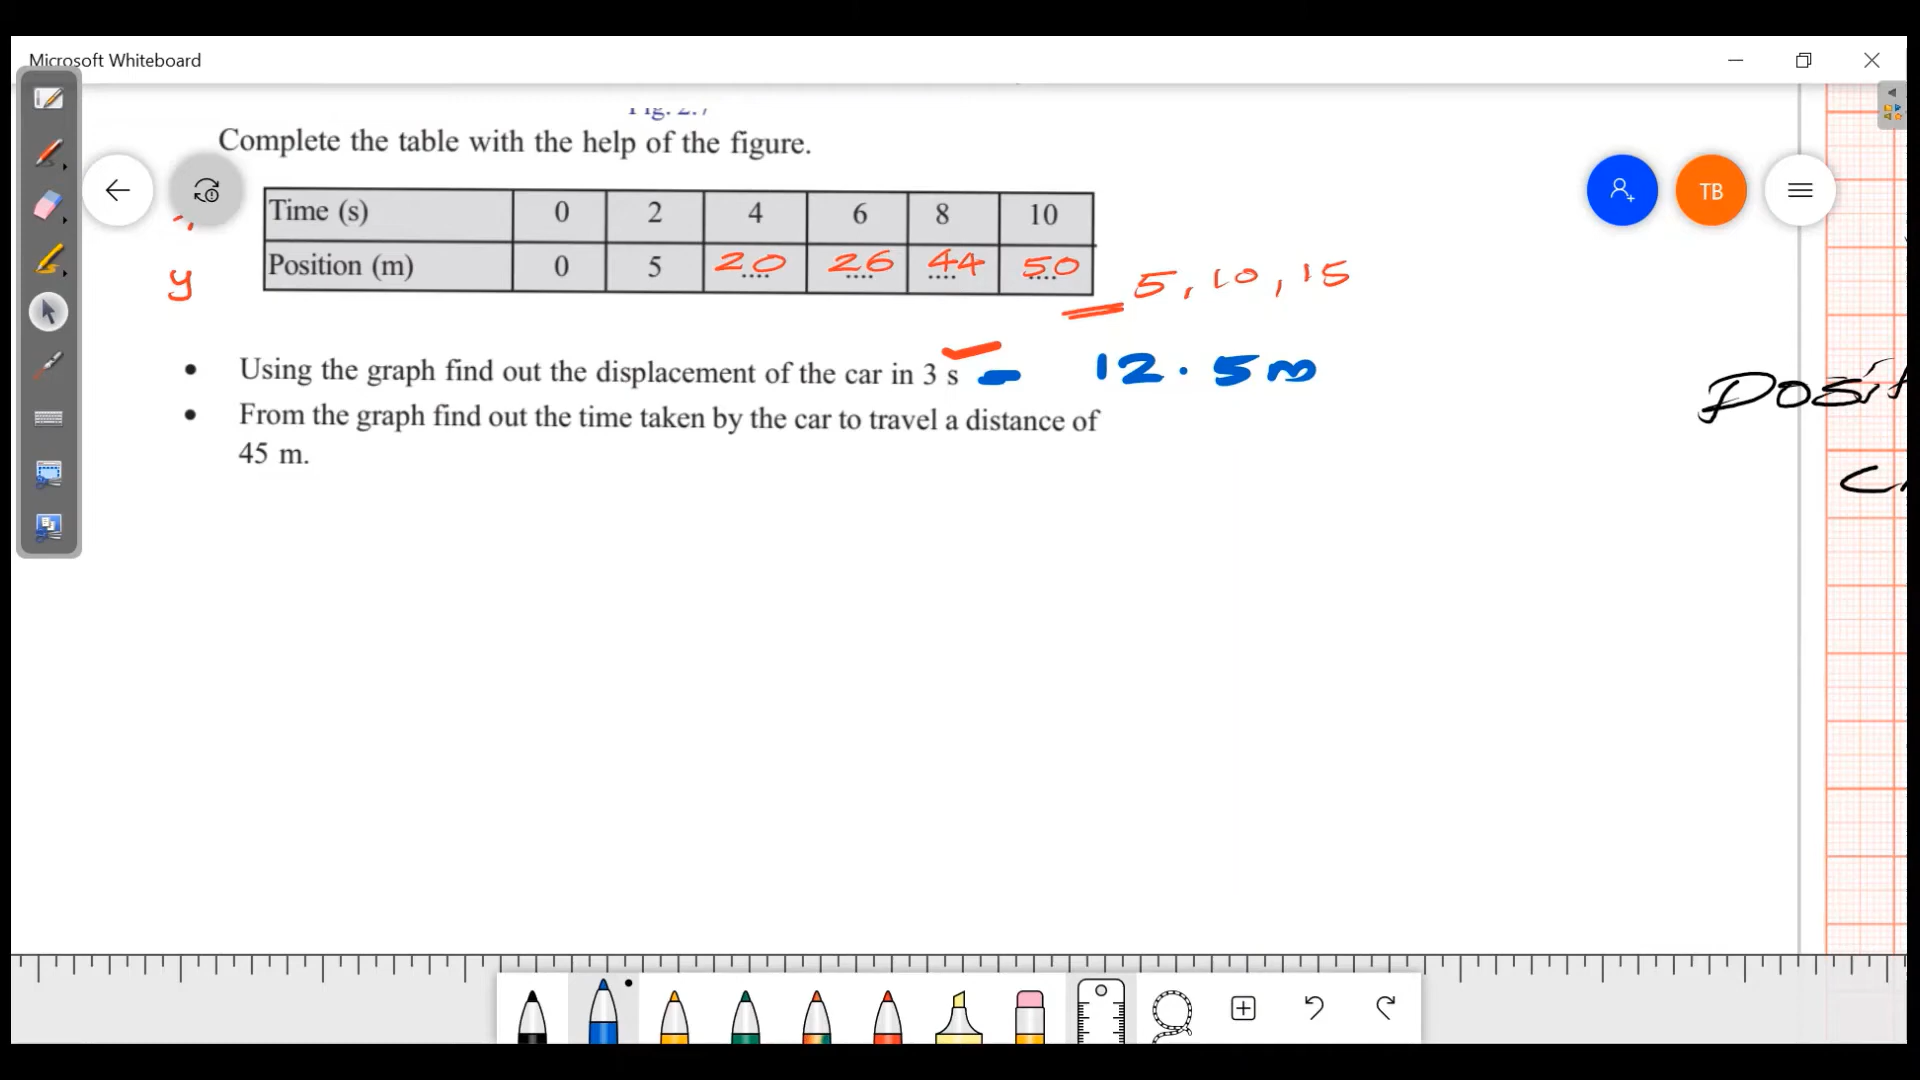 Microsoft Whiteboard
Complete the table with the help of the figure.
TB
Time (s) 0 2 4 6 8 10
Position (m) 0 5 20 26 44 50
y
5, 10, 15
• Using the graph find out the displacement of the car in 3 s - 12.5m
• From the graph find out the time taken by the car to travel a distance of
45 m.